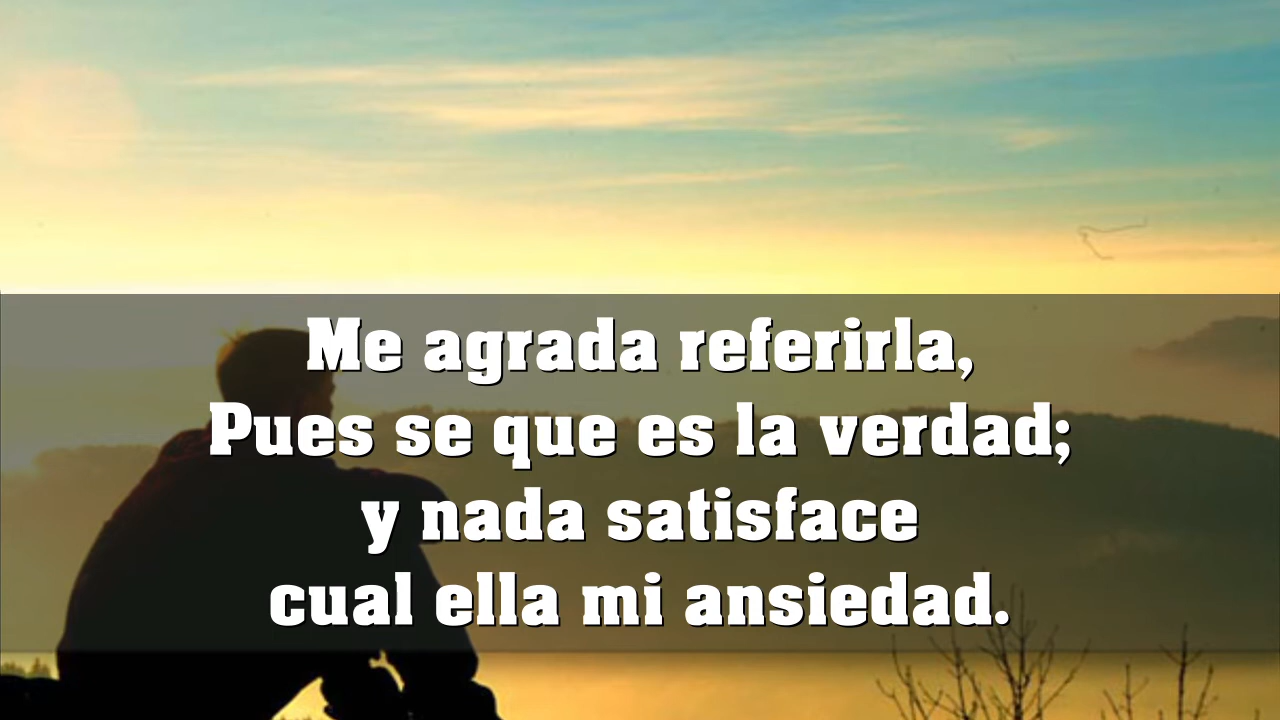 Me agrada referirla,
Pues se que es la verdad;
y nada satisface
cual ella mi ansiedad.